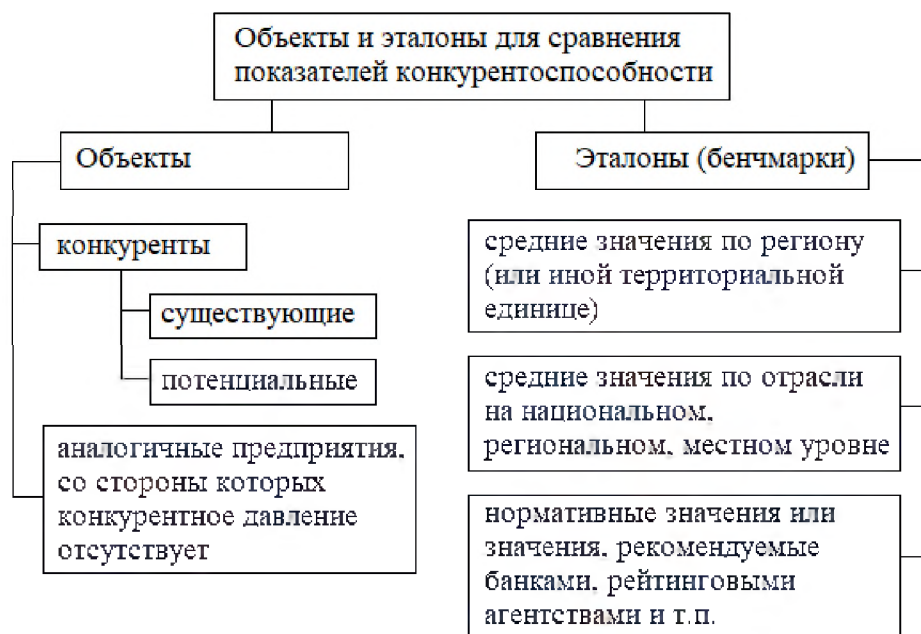 Объекты и эталоны для сравнения
показателей конкурентоспособности
Объекты
Эталоны (бенчмарки)
конкуренты
существующие
потенциальные
аналогичные предприятия,
со стороны которых
конкурентное давление
отсутствует
средние значения по региону
(или иной территориальной
единице)
средние значения по отрасли
на национальном,
региональном, местном уровне
нормативные значения или
значения, рекомендуемые
банками, рейтинговыми
агентствами и т.п.